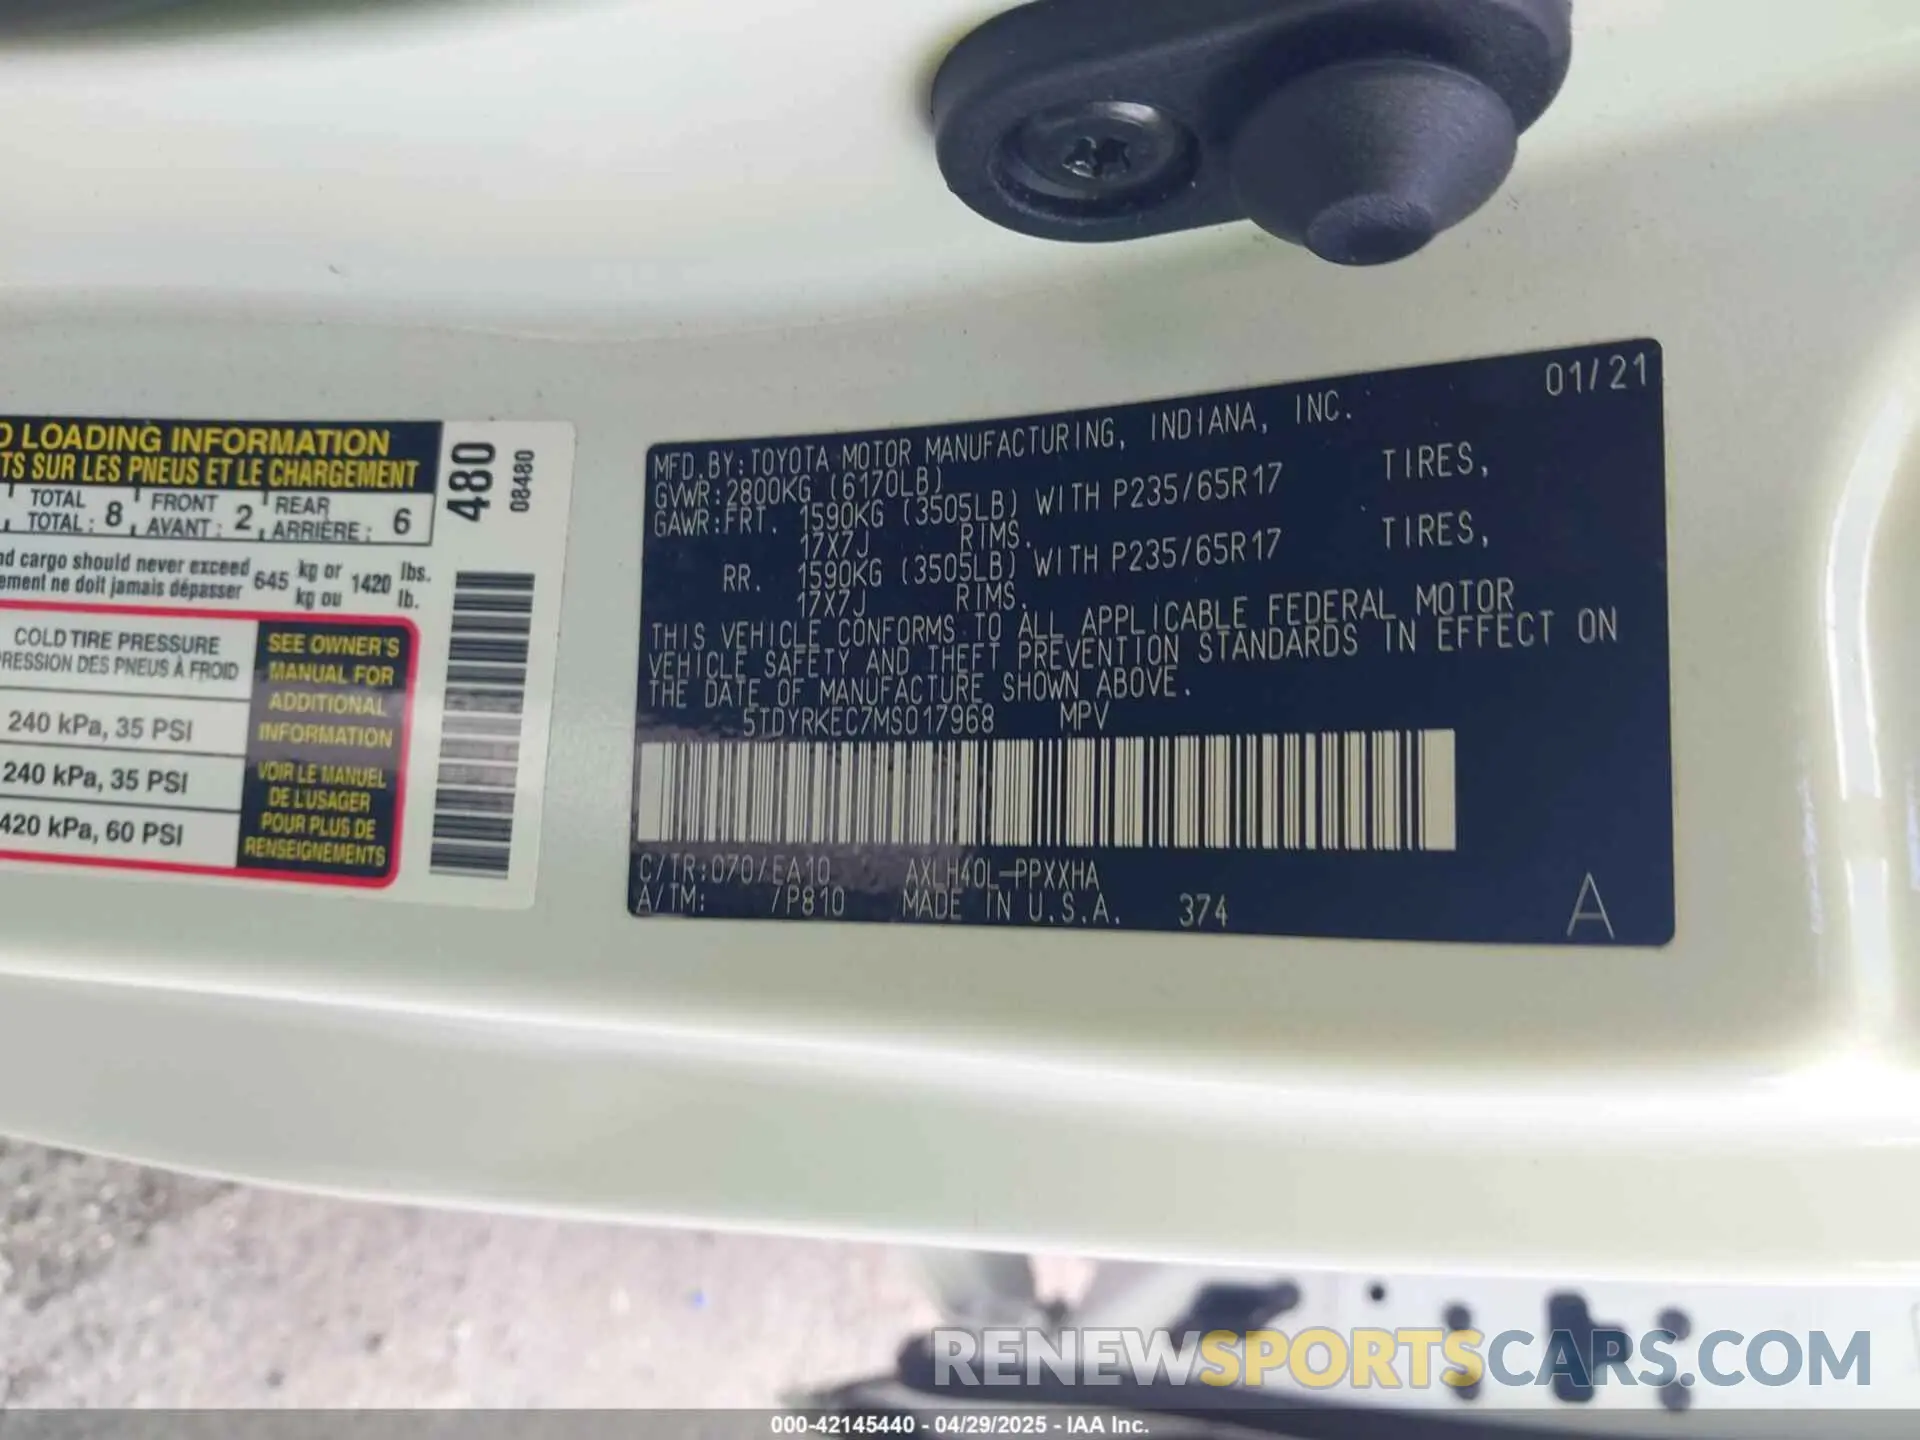 D LOADING INFORMATION
TS SUR LES PNEUS ET LE CHARGEMENT
TOTAL
TOTAL : 8
FRONT
AVANT : 2
REAR
ARRIÈRE : 6
nd cargo should never exceed 645 kg or 1420 lbs.
ement ne doit jamais dépasser kg ou lb.
COLD TIRE PRESSURE
RESSION DES PNEUS À FROID
240 kPa, 35 PSI
240 kPa, 35 PSI
420 kPa, 60 PSI
SEE OWNER'S
MANUAL FOR
ADDITIONAL
INFORMATION
VOIR LE MANUEL
DE L'USAGER
POUR PLUS DE
RENSEIGNEMENTS
480
08480
01/21
MFD. BY: TOYOTA MOTOR MANUFACTURING, INDIANA, INC.
GVWR: 2800KG (6170LB)
GAWR: FRT. 1590KG (3505LB) WITH P235/65R17 TIRES,
17X7J RIMS.
RR. 1590KG (3505LB) WITH P235/65R17 TIRES,
17X7J RIMS.
THIS VEHICLE CONFORMS TO ALL APPLICABLE FEDERAL MOTOR
VEHICLE SAFETY AND THEFT PREVENTION STANDARDS IN EFFECT ON
THE DATE OF MANUFACTURE SHOWN ABOVE.
5TDYRKEC7MS017968 MPV
C/TR: 070/EA10 AXLH40L-PPXXHA
A/TM: /P810 MADE IN U.S.A. 374
A
RENEWSPORTSCARS.COM
000-42145440 - 04/29/2025 - IAA Inc.